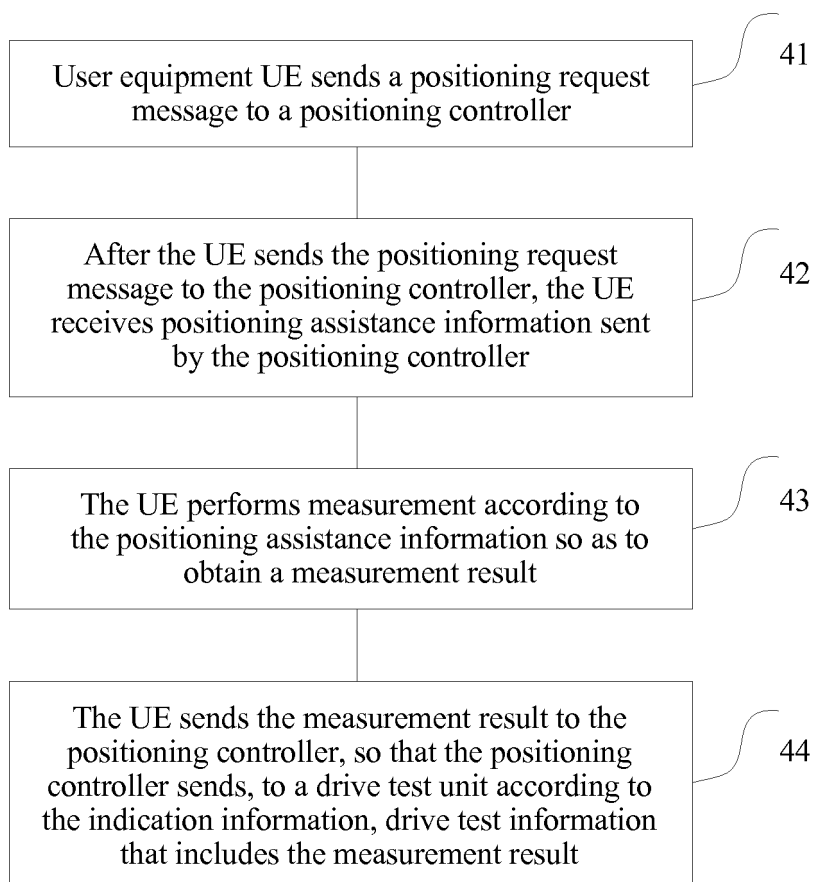 User equipment UE sends a positioning request
message to a positioning controller
41
After the UE sends the positioning request
message to the positioning controller, the UE
receives positioning assistance information sent
by the positioning controller
42
The UE performs measurement according to
the positioning assistance information so as to
obtain a measurement result
43
The UE sends the measurement result to the
positioning controller, so that the positioning
controller sends, to a drive test unit according to
the indication information, drive test information
that includes the measurement result
44